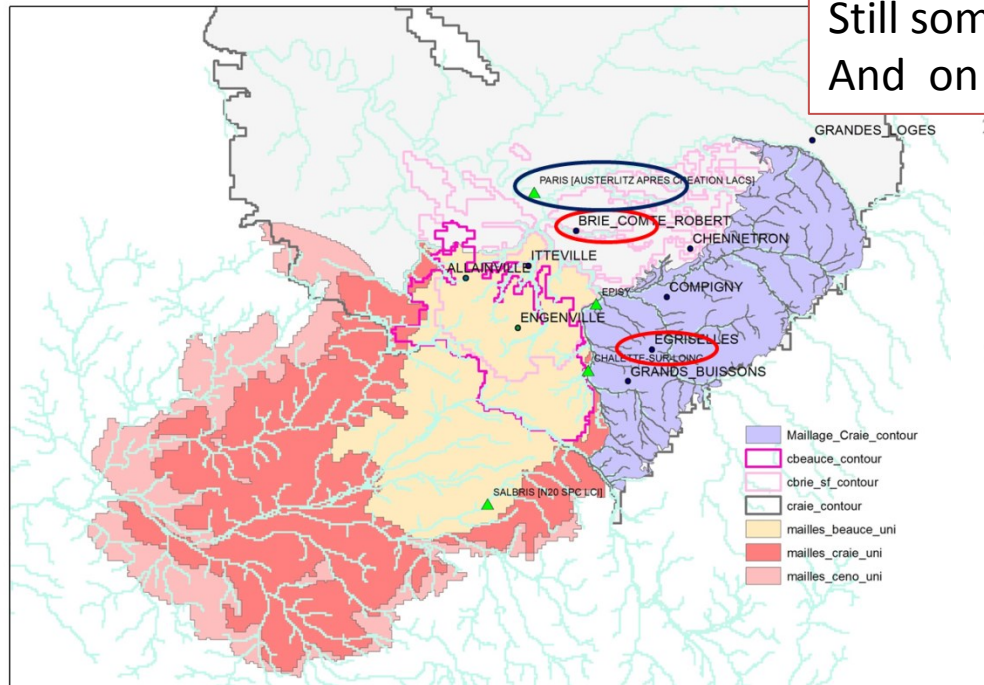 Still som
And on
GRANDES_LOGES
PARIS [AUSTERLITZ APRES CREATION LACS]
BRIE_COMTE_ROBERT
CHENNETRON
ITTEVILLE
ALLAINVILLE
EPISY
COMPIGNY
ENGENVILLE
EGRISELLES
CHALETTE-SUR-LOING
GRANDS_BUISSONS
SALBRIS [N20 SPC LCI]
Maillage_Craie_contour
cbeauce_contour
cbrie_sf_contour
craie_contour
mailles_beauce_uni
mailles_craie_uni
mailles_ceno_uni